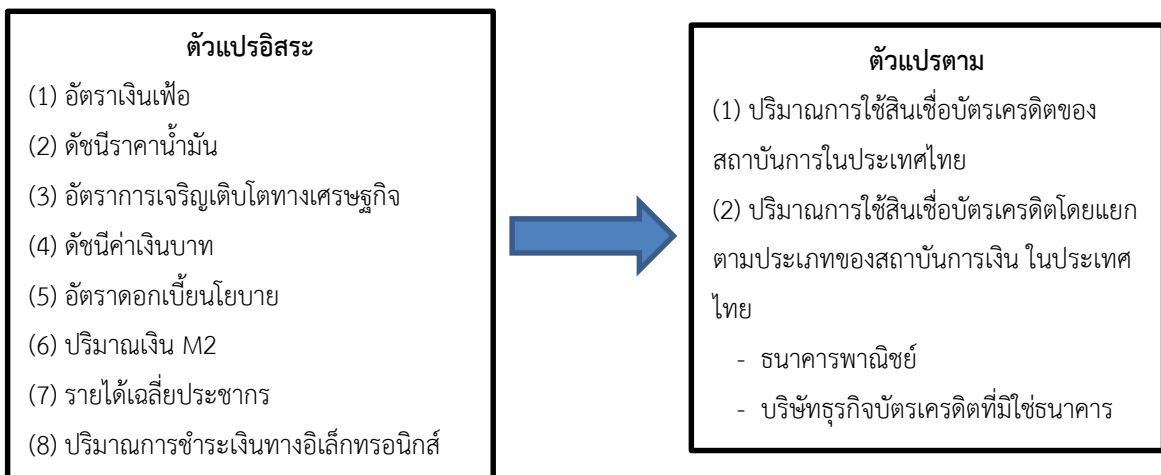 ตัวแปรอิสระ
(1) อัตราเงินเฟ้อ
(2) ดัชนีราคาน้ำมัน
(3) อัตราการเจริญเติบโตทางเศรษฐกิจ
(4) ดัชนีค่าเงินบาท
(5) อัตราดอกเบี้ยนโยบาย
(6) ปริมาณเงิน M2
(7) รายได้เฉลี่ยประชากร
(8) ปริมาณการชำระเงินทางอิเล็กทรอนิกส์
ตัวแปรตาม
(1) ปริมาณการใช้สินเชื่อบัตรเครดิตของ
สถาบันการในประเทศไทย
(2) ปริมาณการใช้สินเชื่อบัตรเครดิตโดยแยก
ตามประเภทของสถาบันการเงิน ในประเทศ
ไทย
- ธนาคารพาณิชย์
- บริษัทธุรกิจบัตรเครดิตที่มิใช่ธนาคาร